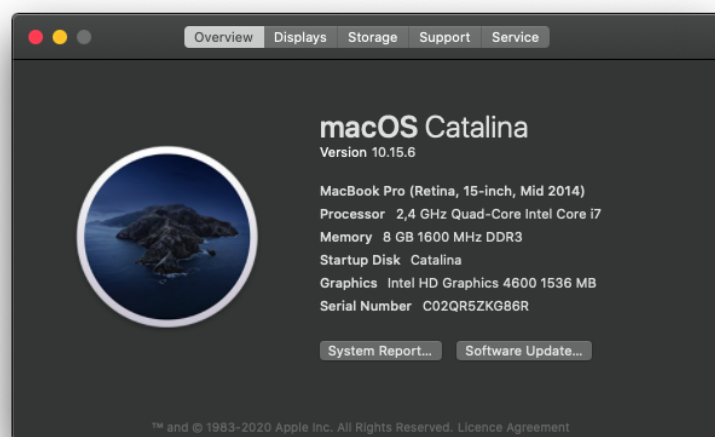 Overview Displays Storage Support Service
macOS Catalina
Version 10.15.6
MacBook Pro (Retina, 15-inch, Mid 2014)
Processor 2,4 GHz Quad-Core Intel Core i7
Memory 8 GB 1600 MHz DDR3
Startup Disk Catalina
Graphics Intel HD Graphics 4600 1536 MB
Serial Number C02QR5ZKG86R
System Report... Software Update...
™ and © 1983-2020 Apple Inc. All Rights Reserved. Licence Agreement